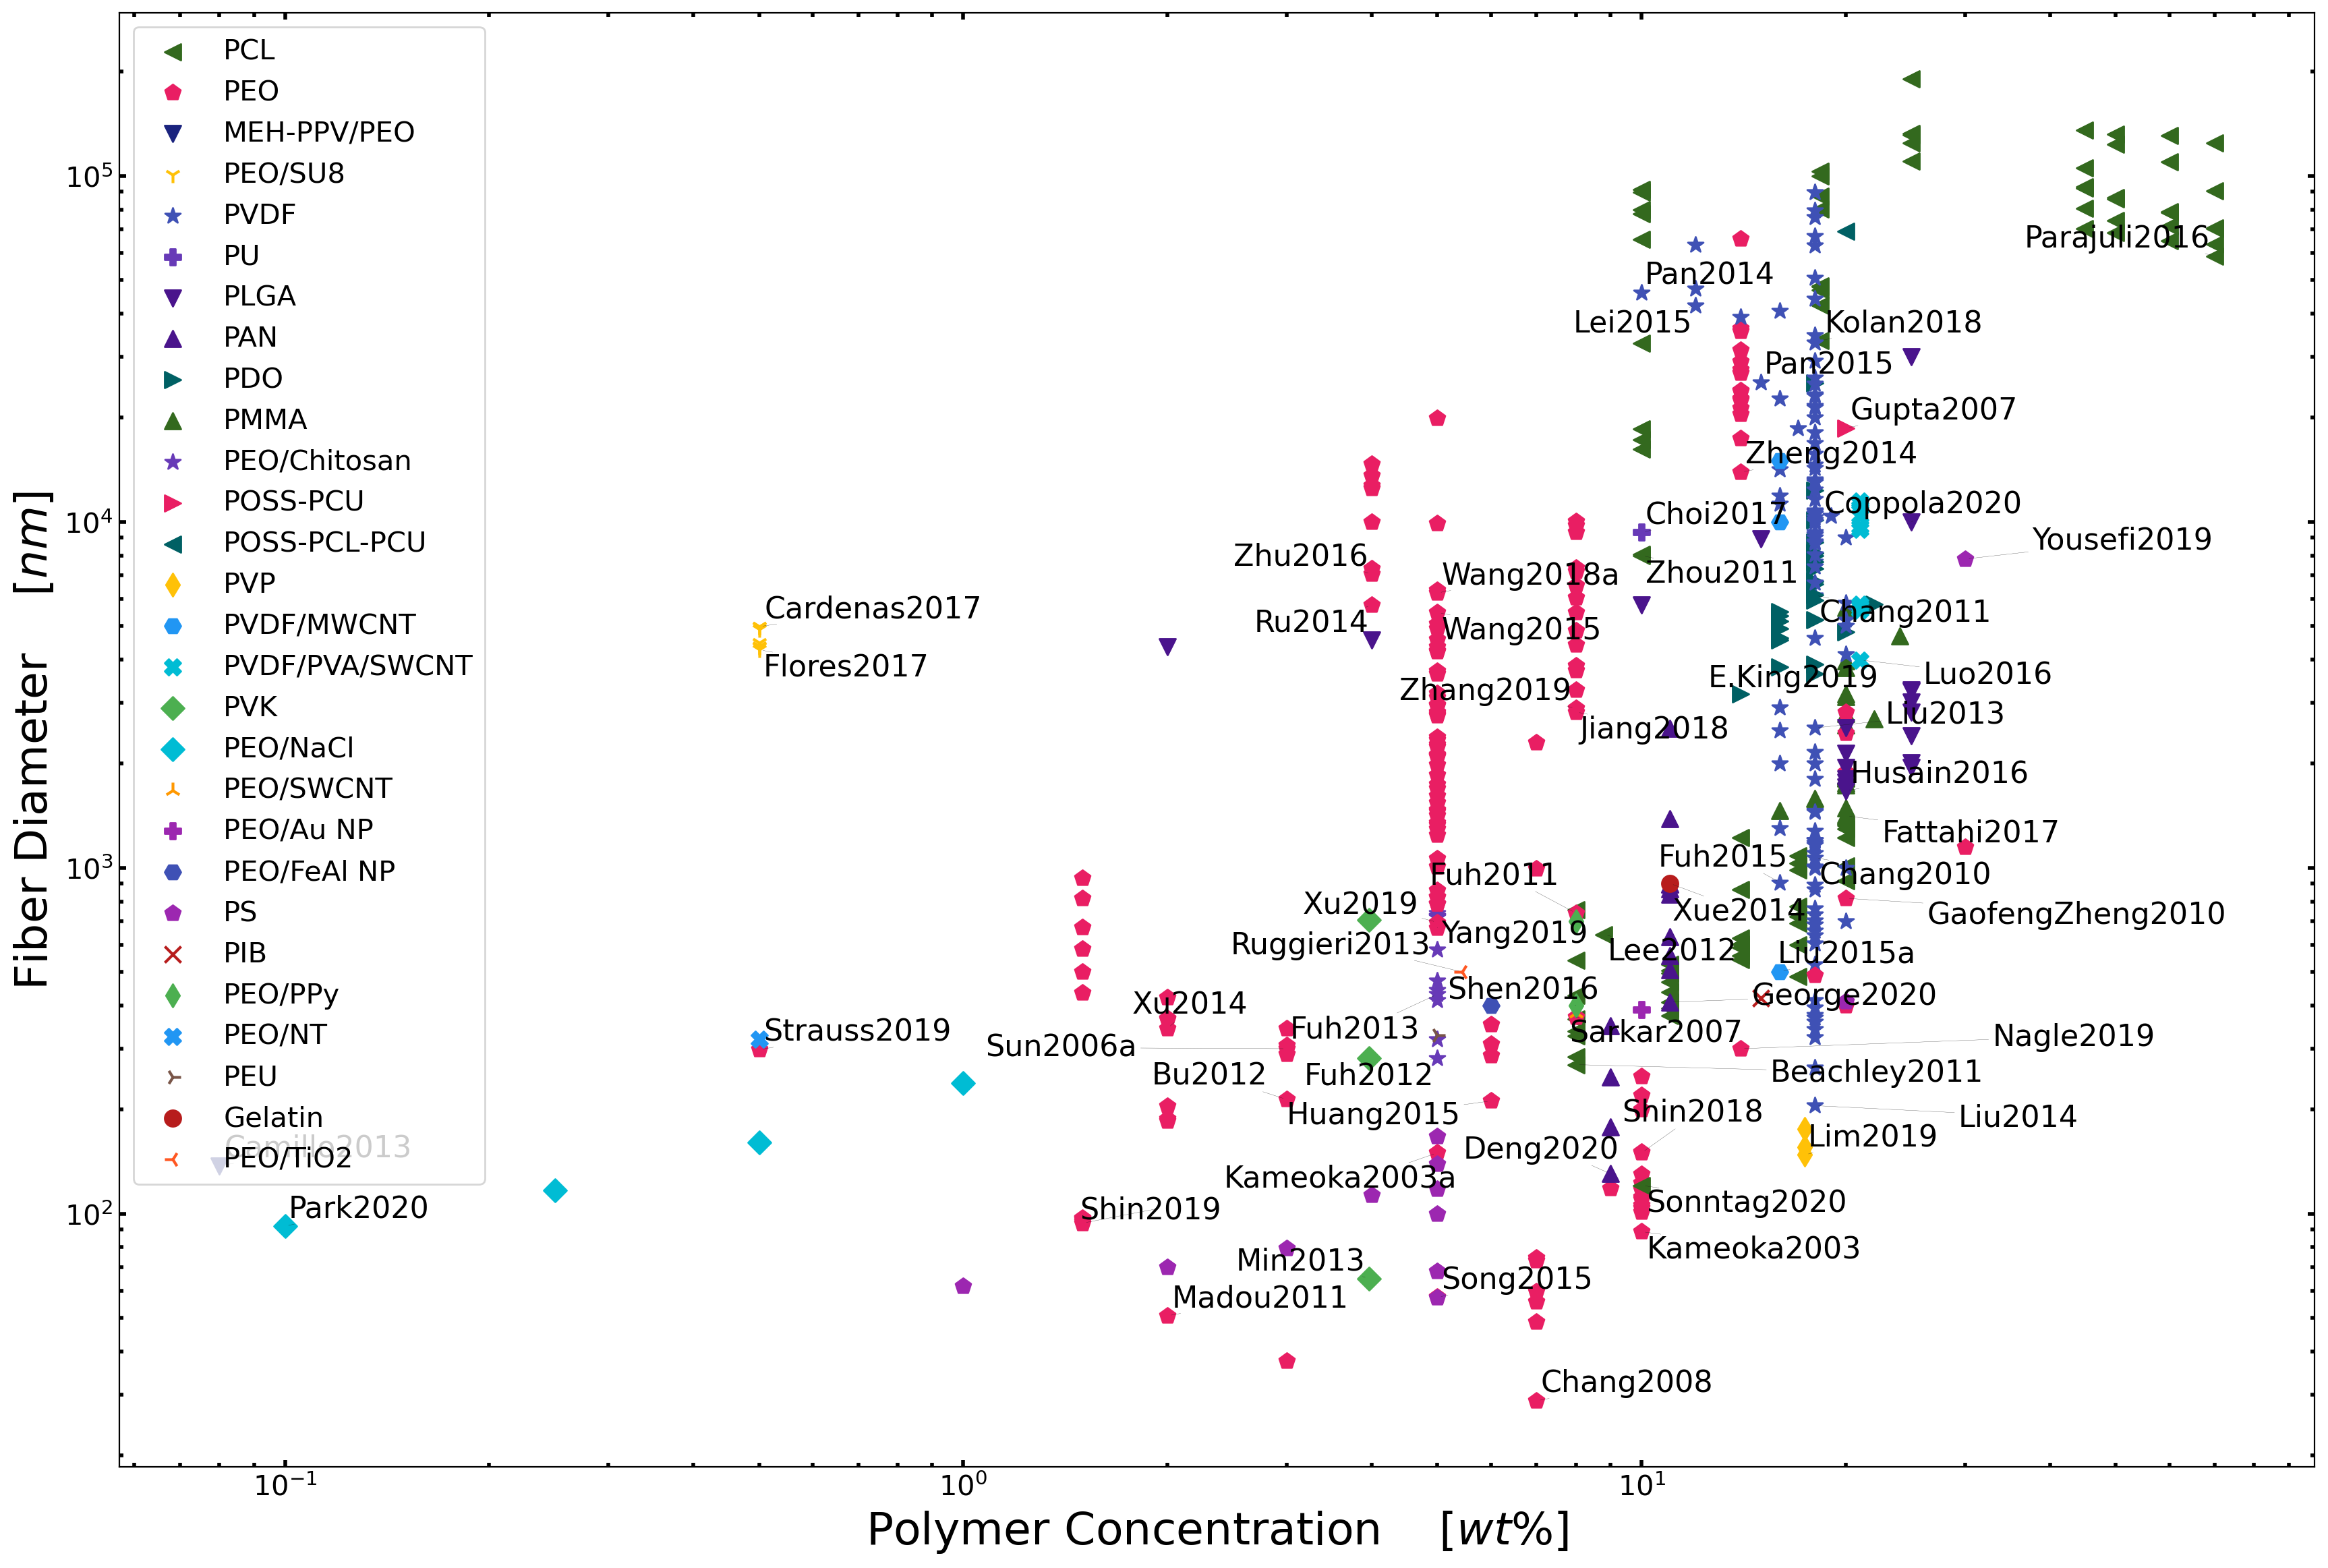 PCL
PEO
MEH-PPV/PEO
PEO/SU8
PVDF
PU
PLGA
PAN
PDO
PMMA
PEO/Chitosan
POSS-PCU
POSS-PCL-PCU
PVP
PVDF/MWCNT
PVDF/PVA/SWCNT
PVK
PEO/NaCl
PEO/SWCNT
PEO/Au NP
PEO/FeAl NP
PS
PIB
PEO/PPy
PEO/NT
PEU
Gelatin
PEO/TiO2
Camillo2013
Park2020
Cardenas2017
Flores2017
Strauss2019
Parajuli2016
Pan2014
Lei2015
Kolan2018
Pan2015
Gupta2007
Zheng2014
Coppola2020
Choi2017
Yousefi2019
Zhu2016
Wang2018a
Zhou2011
Ru2014
Wang2015
Chang2011
Zhang2019
E.King2019
Luo2016
Jiang2018
Liu2013
Husain2016
Fattahi2017
Fuh2015
Fuh2011
Chang2010
Xu2019
Xue2014
GaofengZheng2010
Ruggieri2013
Yang2019
Lee2012
Liu2015a
Xu2014
Shen2016
George2020
Sun2006a
Fuh2013
Sarkar2007
Nagle2019
Bu2012
Fuh2012
Beachley2011
Huang2015
Shin2018
Liu2014
Lim2019
Deng2020
Kameoka2003a
Shin2019
Sonntag2020
Min2013
Kameoka2003
Madou2011
Song2015
Chang2008
10^5
10^4
10^3
10^2
10^−1
10^0
10^1
Fiber Diameter [nm]
Polymer Concentration [wt%]